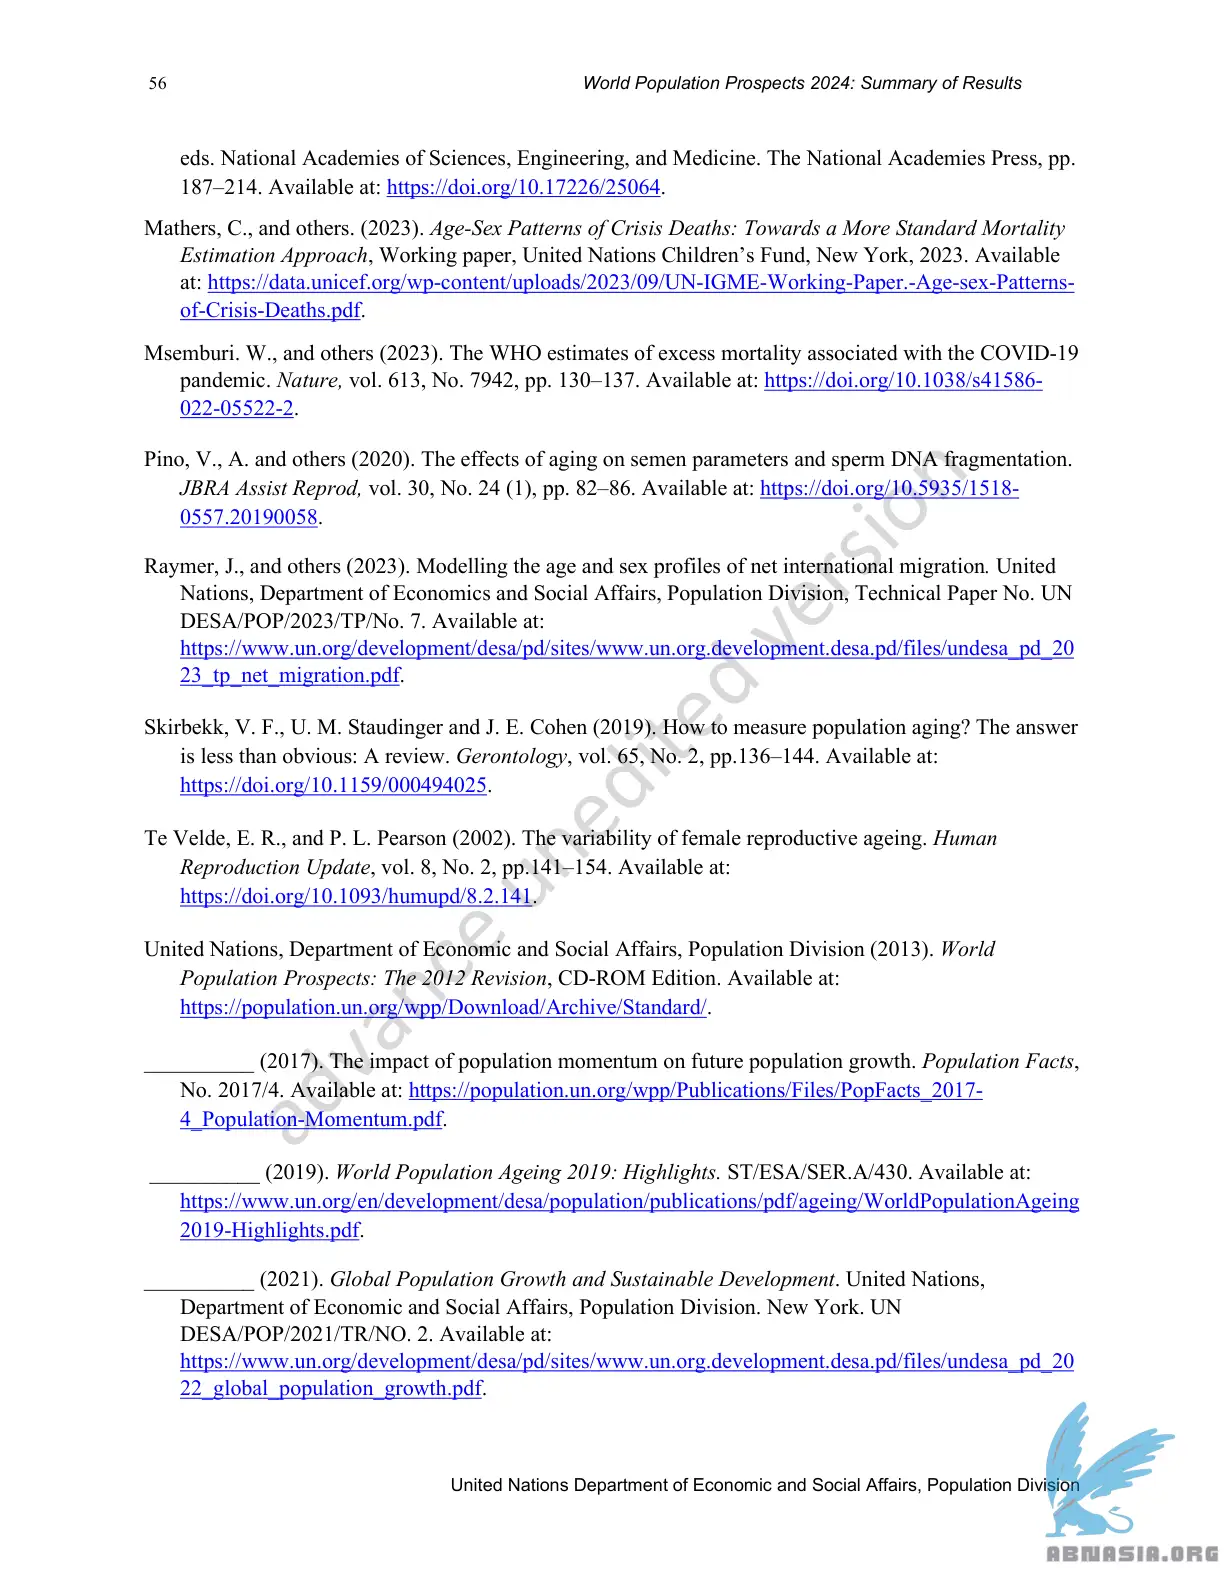 56
World Population Prospects 2024: Summary of Results
eds. National Academies of Sciences, Engineering, and Medicine. The National Academies Press, pp.
187–214. Available at: https://doi.org/10.17226/25064.
Mathers, C., and others. (2023). Age-Sex Patterns of Crisis Deaths: Towards a More Standard Mortality
Estimation Approach, Working paper, United Nations Children’s Fund, New York, 2023. Available
at: https://data.unicef.org/wp-content/uploads/2023/09/UN-IGME-Working-Paper.-Age-sex-Patterns-
of-Crisis-Deaths.pdf.
Msemburi. W., and others (2023). The WHO estimates of excess mortality associated with the COVID-19
pandemic. Nature, vol. 613, No. 7942, pp. 130–137. Available at: https://doi.org/10.1038/s41586-
022-05522-2.
Pino, V., A. and others (2020). The effects of aging on semen parameters and sperm DNA fragmentation.
JBRA Assist Reprod, vol. 30, No. 24 (1), pp. 82–86. Available at: https://doi.org/10.5935/1518-
0557.20190058.
Raymer, J., and others (2023). Modelling the age and sex profiles of net international migration. United
Nations, Department of Economics and Social Affairs, Population Division, Technical Paper No. UN
DESA/POP/2023/TP/No. 7. Available at:
https://www.un.org/development/desa/pd/sites/www.un.org.development.desa.pd/files/undesa_pd_20
23_tp_net_migration.pdf.
Skirbekk, V. F., U. M. Staudinger and J. E. Cohen (2019). How to measure population aging? The answer
is less than obvious: A review. Gerontology, vol. 65, No. 2, pp.136–144. Available at:
https://doi.org/10.1159/000494025.
Te Velde, E. R., and P. L. Pearson (2002). The variability of female reproductive ageing. Human
Reproduction Update, vol. 8, No. 2, pp.141–154. Available at:
https://doi.org/10.1093/humupd/8.2.141.
United Nations, Department of Economic and Social Affairs, Population Division (2013). World
Population Prospects: The 2012 Revision, CD-ROM Edition. Available at:
https://population.un.org/wpp/Download/Archive/Standard/.
__________ (2017). The impact of population momentum on future population growth. Population Facts,
No. 2017/4. Available at: https://population.un.org/wpp/Publications/Files/PopFacts_2017-
4_Population-Momentum.pdf.
__________ (2019). World Population Ageing 2019: Highlights. ST/ESA/SER.A/430. Available at:
https://www.un.org/en/development/desa/population/publications/pdf/ageing/WorldPopulationAgeing
2019-Highlights.pdf.
__________ (2021). Global Population Growth and Sustainable Development. United Nations,
Department of Economic and Social Affairs, Population Division. New York. UN
DESA/POP/2021/TR/NO. 2. Available at:
https://www.un.org/development/desa/pd/sites/www.un.org.development.desa.pd/files/undesa_pd_20
22_global_population_growth.pdf.
advance unedited version
United Nations Department of Economic and Social Affairs, Population Division
ABNASIA.ORG